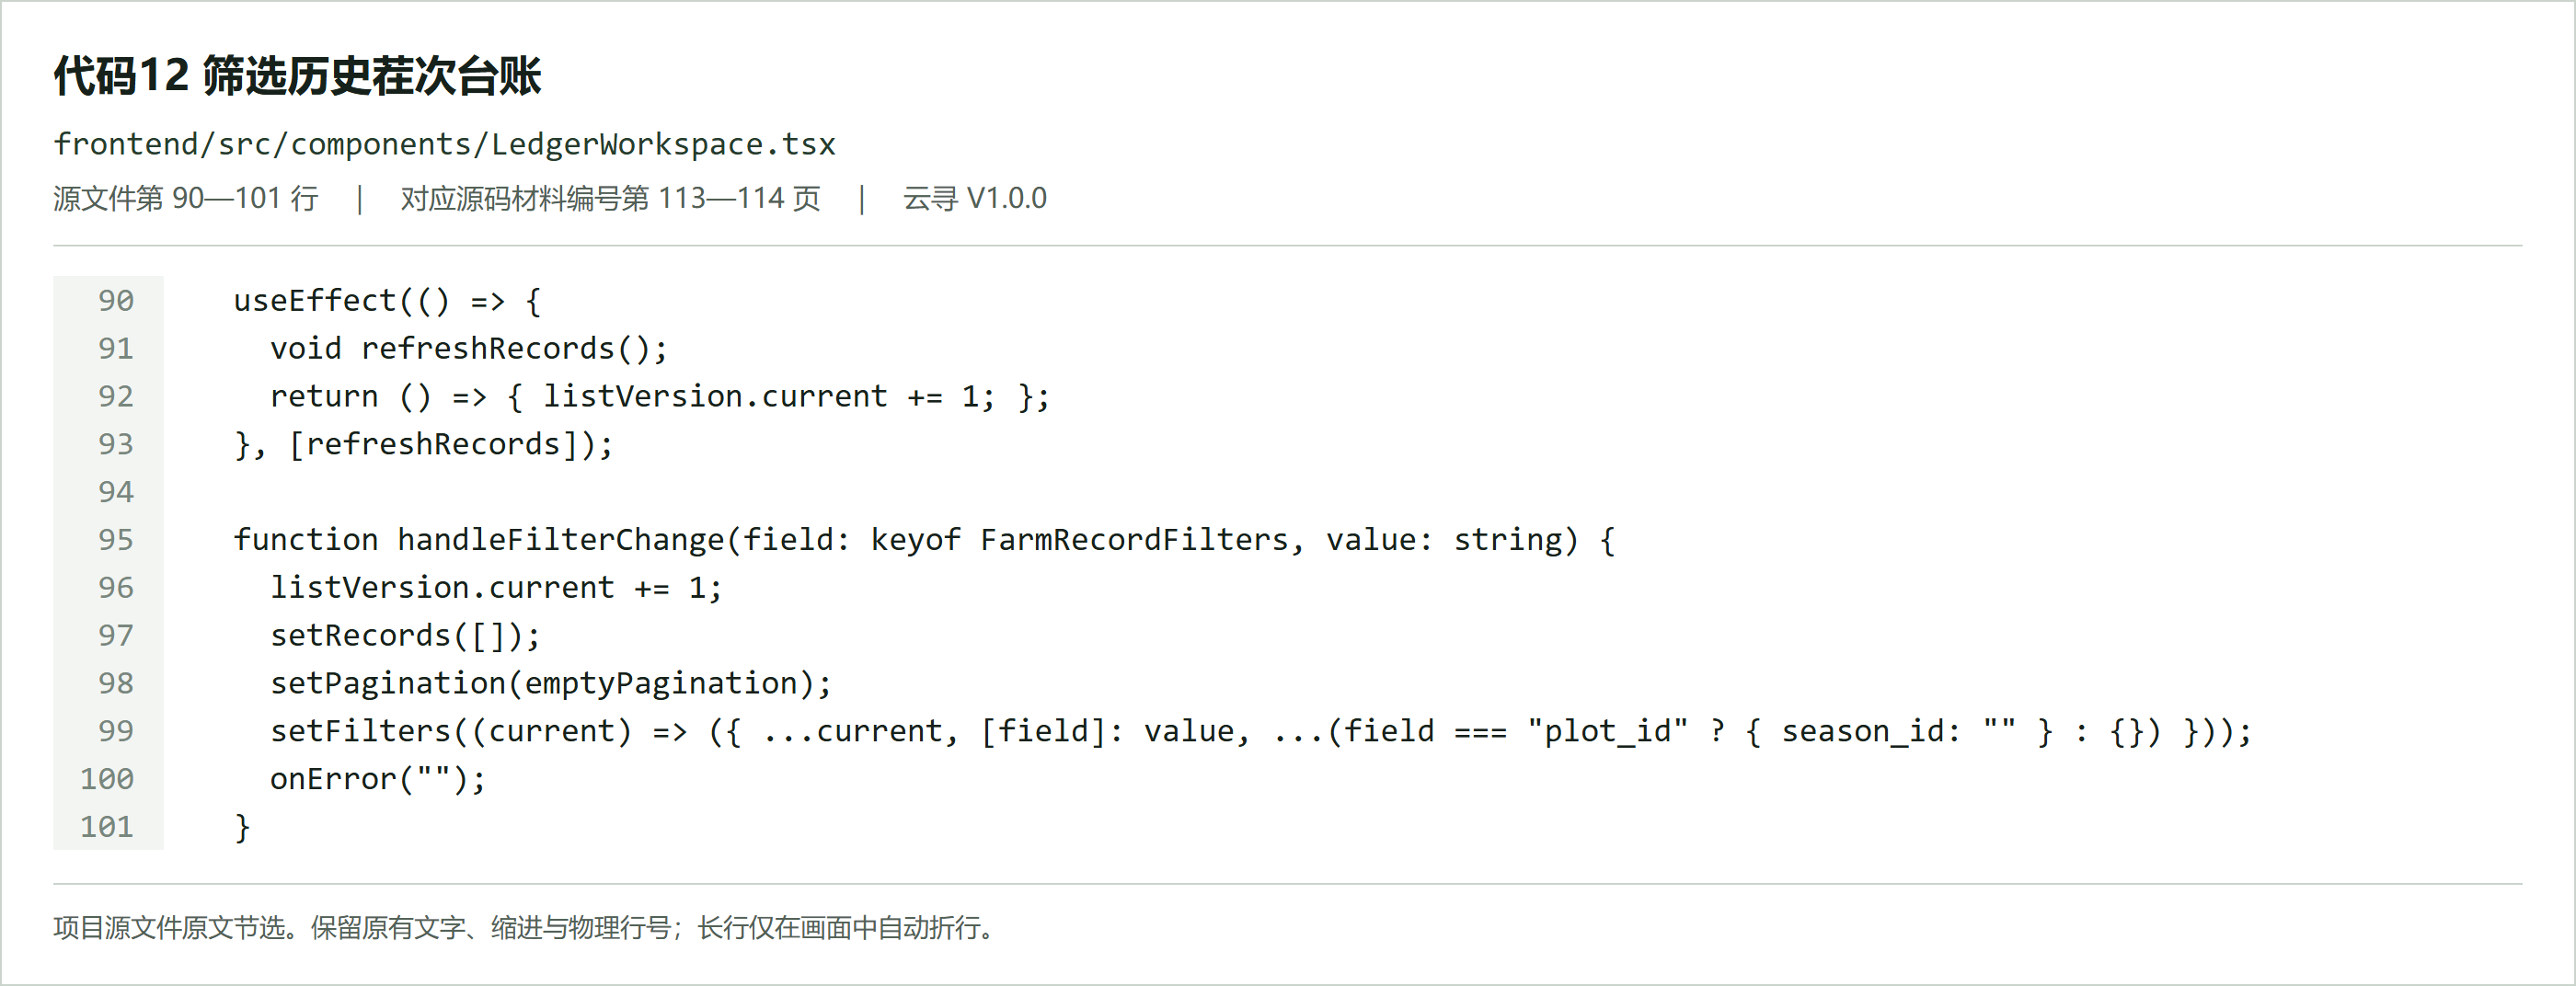 代码12 筛选历史茬次台账
frontend/src/components/LedgerWorkspace.tsx
源文件第 90—101 行 | 对应源码材料编号第 113—114 页 | 云寻 V1.0.0
90 useEffect(() => {
91 void refreshRecords();
92 return () => { listVersion.current += 1; };
93 }, [refreshRecords]);
94
95 function handleFilterChange(field: keyof FarmRecordFilters, value: string) {
96 listVersion.current += 1;
97 setRecords([]);
98 setPagination(emptyPagination);
99 setFilters((current) => ({ ...current, [field]: value, ...(field === "plot_id" ? { season_id: "" } : {}) }));
100 onError("");
101 }
项目源文件原文节选。保留原有文字、缩进与物理行号；长行仅在画面中自动折行。